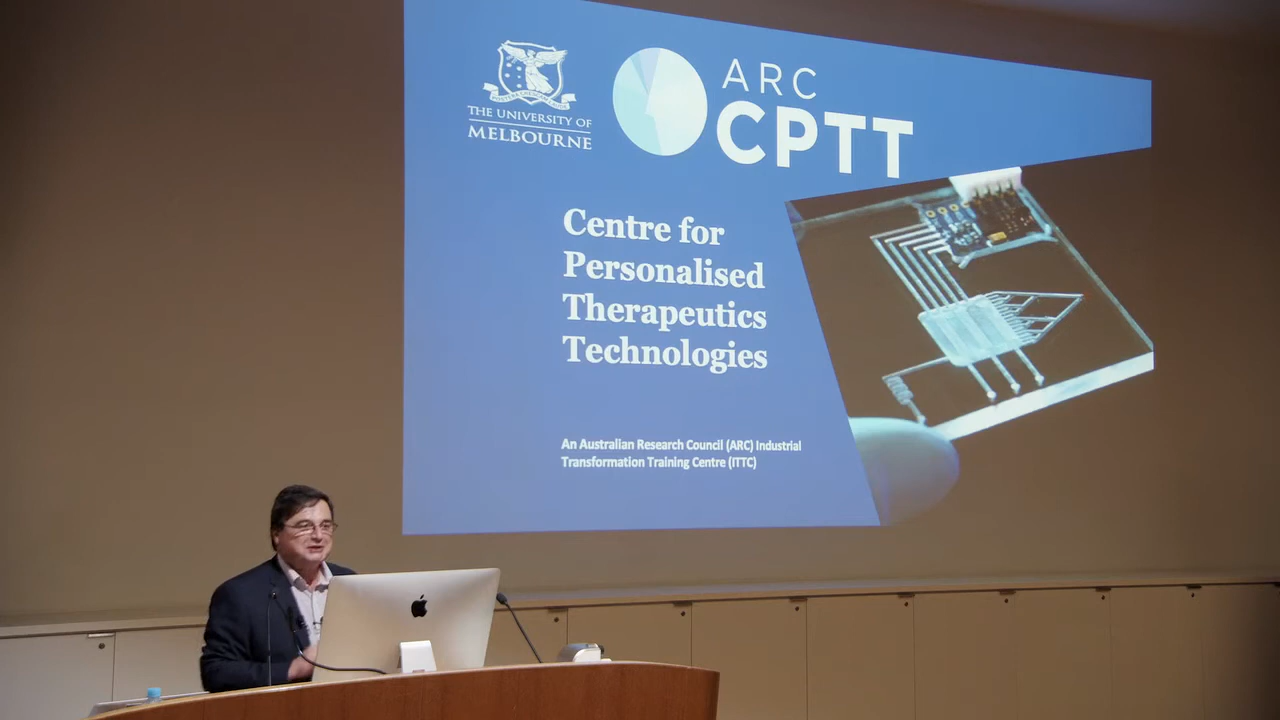 THE UNIVERSITY OF
MELBOURNE
ARC
CPTT
Centre for
Personalised
Therapeutics
Technologies
An Australian Research Council (ARC) Industrial
Transformation Training Centre (ITTC)